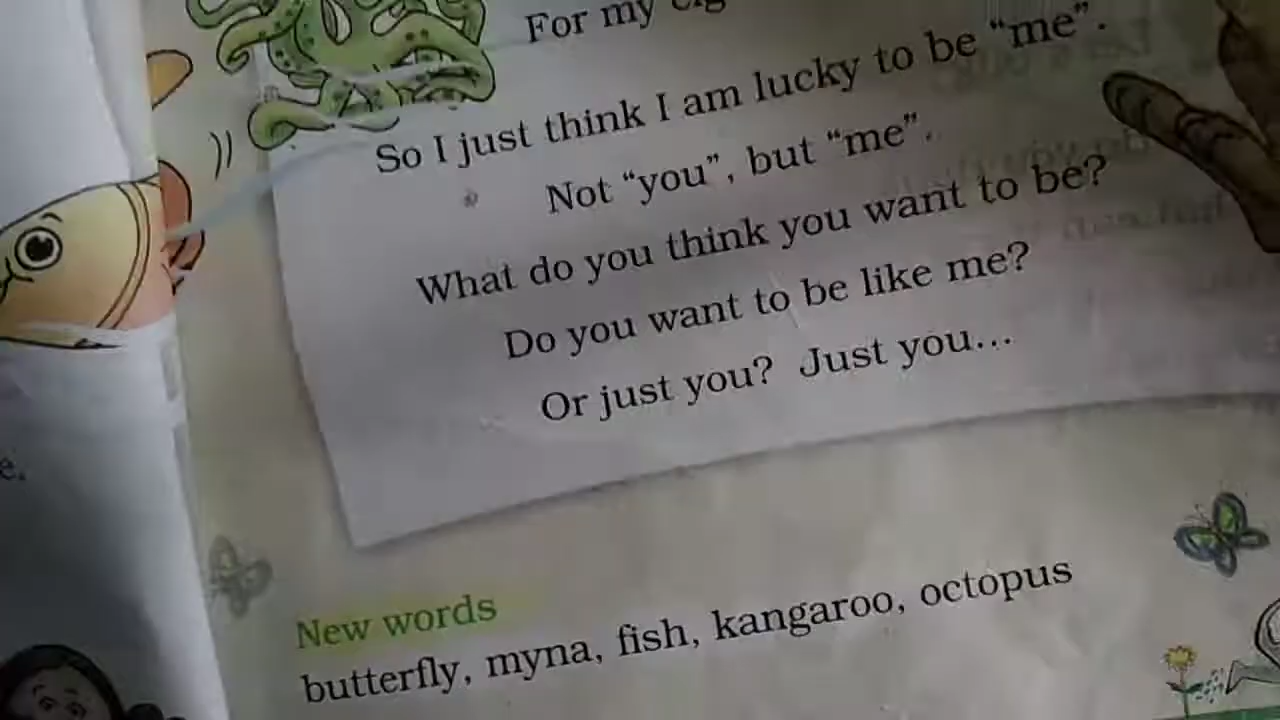 For my
So I just think I am lucky to be “me”.
Not “you”, but “me”.
What do you think you want to be?
Do you want to be like me?
Or just you? Just you...
e.
New words
butterfly, myna, fish, kangaroo, octopus